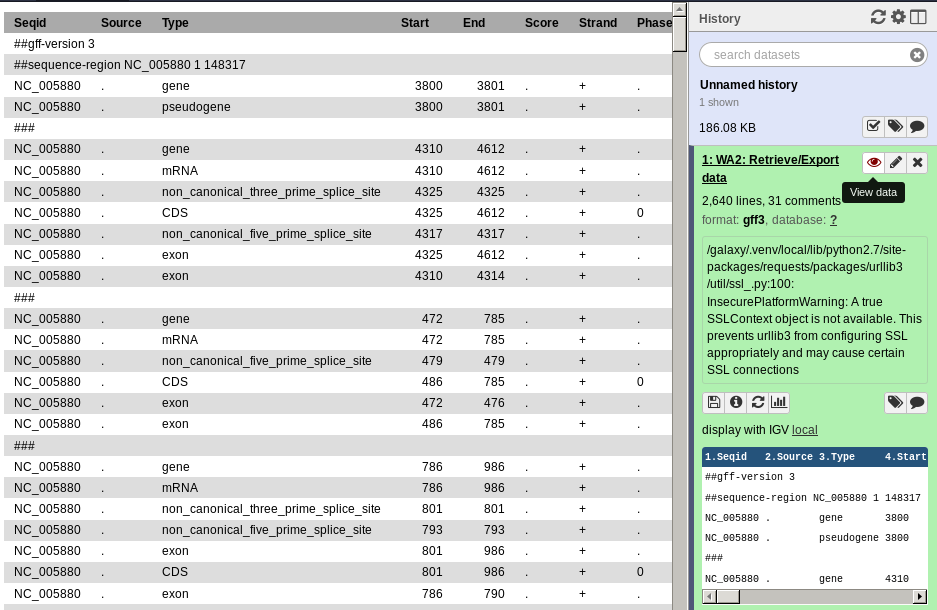 Seqid Source Type Start End Score Strand Phase
##gff-version 3
##sequence-region NC_005880 1 148317
NC_005880 . gene 3800 3801 . + .
NC_005880 . pseudogene 3800 3801 . + .
###
NC_005880 . gene 4310 4612 . + .
NC_005880 . mRNA 4310 4612 . + .
NC_005880 . non_canonical_three_prime_splice_site 4325 4325 . + .
NC_005880 . CDS 4325 4612 . + 0
NC_005880 . non_canonical_five_prime_splice_site 4317 4317 . + .
NC_005880 . exon 4325 4612 . + .
NC_005880 . exon 4310 4314 . + .
###
NC_005880 . gene 472 785 . + .
NC_005880 . mRNA 472 785 . + .
NC_005880 . non_canonical_five_prime_splice_site 479 479 . + .
NC_005880 . CDS 486 785 . + 0
NC_005880 . exon 472 476 . + .
NC_005880 . exon 486 785 . + .
###
NC_005880 . gene 786 986 . + .
NC_005880 . mRNA 786 986 . + .
NC_005880 . non_canonical_three_prime_splice_site 801 801 . + .
NC_005880 . non_canonical_five_prime_splice_site 793 793 . + .
NC_005880 . exon 801 986 . + .
NC_005880 . CDS 801 986 . + 0
NC_005880 . exon 786 790 . + .
History
search datasets
Unnamed history
1 shown
186.08 KB
1: WA2: Retrieve/Export
data
View data
2,640 lines, 31 comments
format: gff3, database: ?
/galaxy/.venv/local/lib/python2.7/site-
packages/requests/packages/urllib3
/util/ssl_.py:100:
InsecurePlatformWarning: A true
SSLContext object is not available. This
prevents urllib3 from configuring SSL
appropriately and may cause certain
SSL connections
display with IGV local
1.Seqid 2.Source 3.Type 4.Start
##gff-version 3
##sequence-region NC_005880 1 148317
NC_005880 . gene 3800
NC_005880 . pseudogene 3800
###
NC_005880 . gene 4310